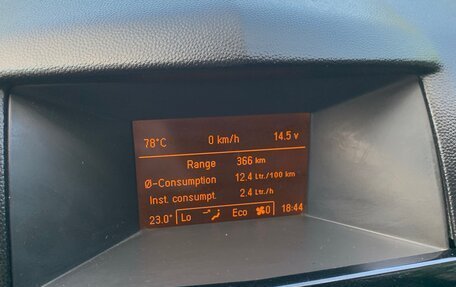 78°C 0 km/h 14.5 v
Range 366 km
Ø-Consumption 12.4 Ltr./100 km
Inst. consumpt. 2.4 Ltr./h
23.0° Lo Eco 0 18:44